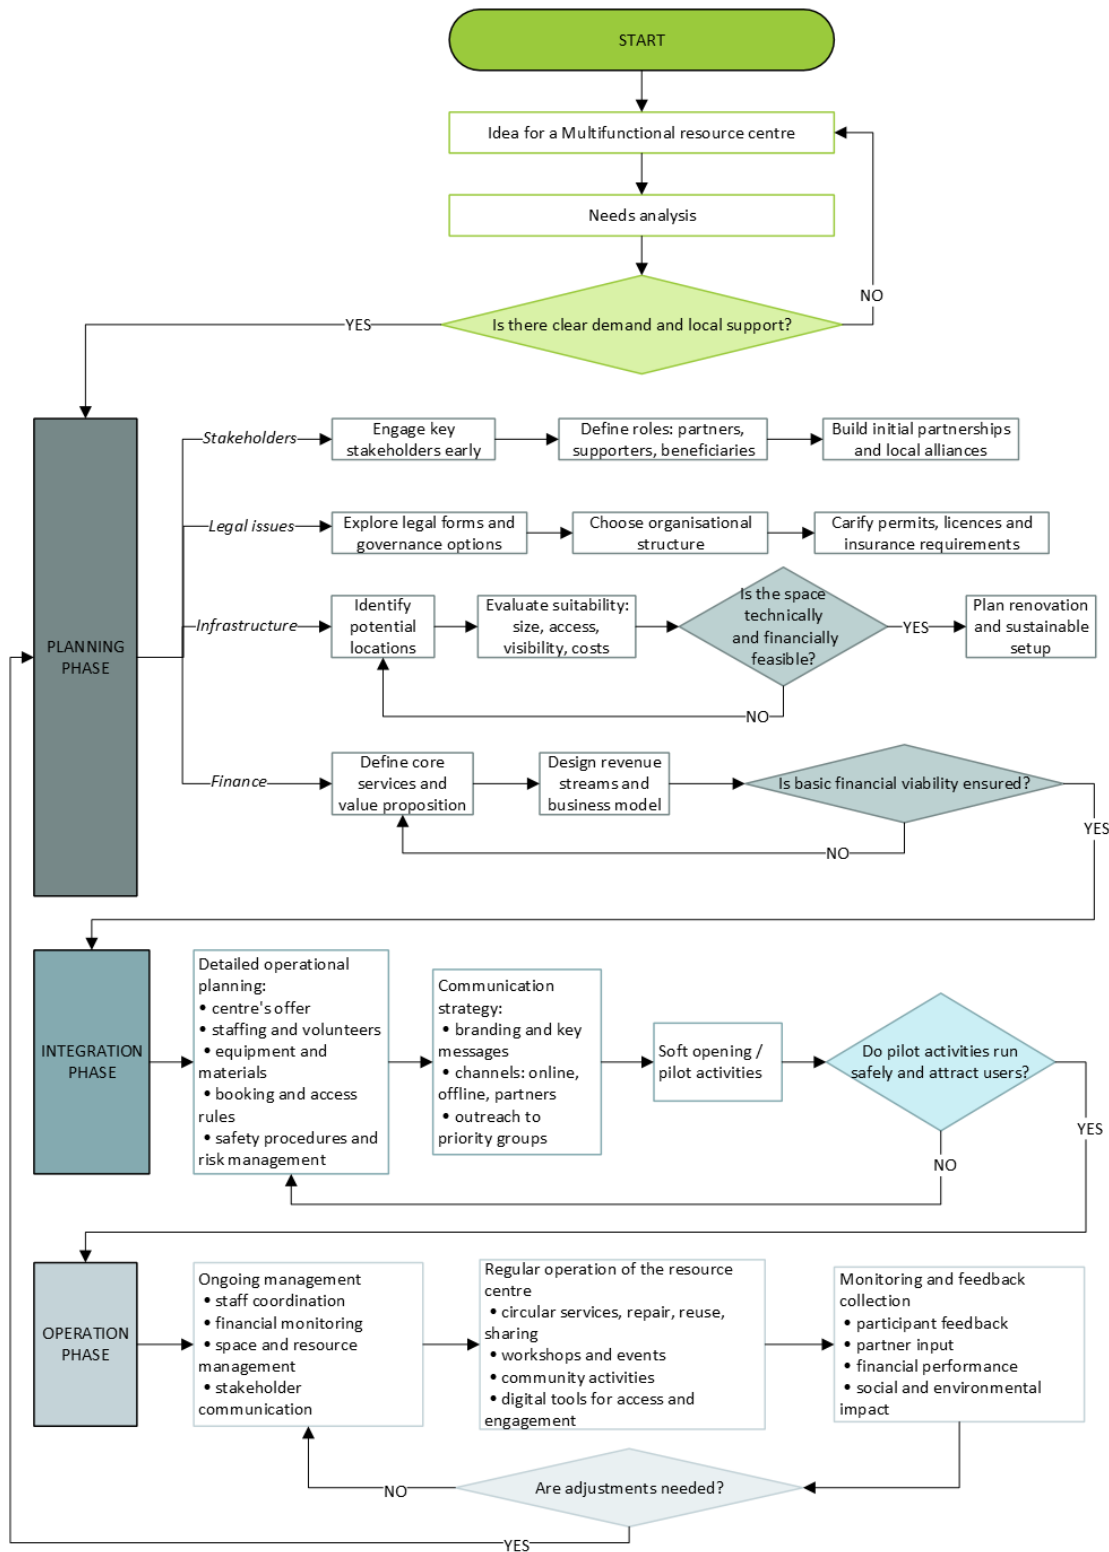 START
Idea for a Multifunctional resource centre
Needs analysis
NO
Is there clear demand and local support?
YES
PLANNING
PHASE
Stakeholders
Engage key
stakeholders early
Define roles: partners,
supporters, beneficiaries
Build initial partnerships
and local alliances
Legal issues
Explore legal forms and
governance options
Choose organisational
structure
Carify permits, licences and
insurance requirements
Infrastructure
Identify
potential
locations
Evaluate suitability:
size, access,
visibility, costs
Is the space
technically
and financially
feasible?
YES
Plan renovation
and sustainable
setup
NO
Finance
Define core
services and
value proposition
Design revenue
streams and
business model
Is basic financial viability ensured?
YES
NO
INTEGRATION
PHASE
Detailed operational
planning:
• centre's offer
• staffing and volunteers
• equipment and
materials
• booking and access
rules
• safety procedures and
risk management
Communication
strategy:
• branding and key
messages
• channels: online,
offline, partners
• outreach to
priority groups
Soft opening /
pilot activities
Do pilot activities run
safely and attract users?
YES
NO
OPERATION
PHASE
Ongoing management
• staff coordination
• financial monitoring
• space and resource
management
• stakeholder
communication
Regular operation of the resource
centre
• circular services, repair, reuse,
sharing
• workshops and events
• community activities
• digital tools for access and
engagement
Monitoring and feedback
collection
• participant feedback
• partner input
• financial performance
• social and environmental
impact
Are adjustments needed?
NO
YES